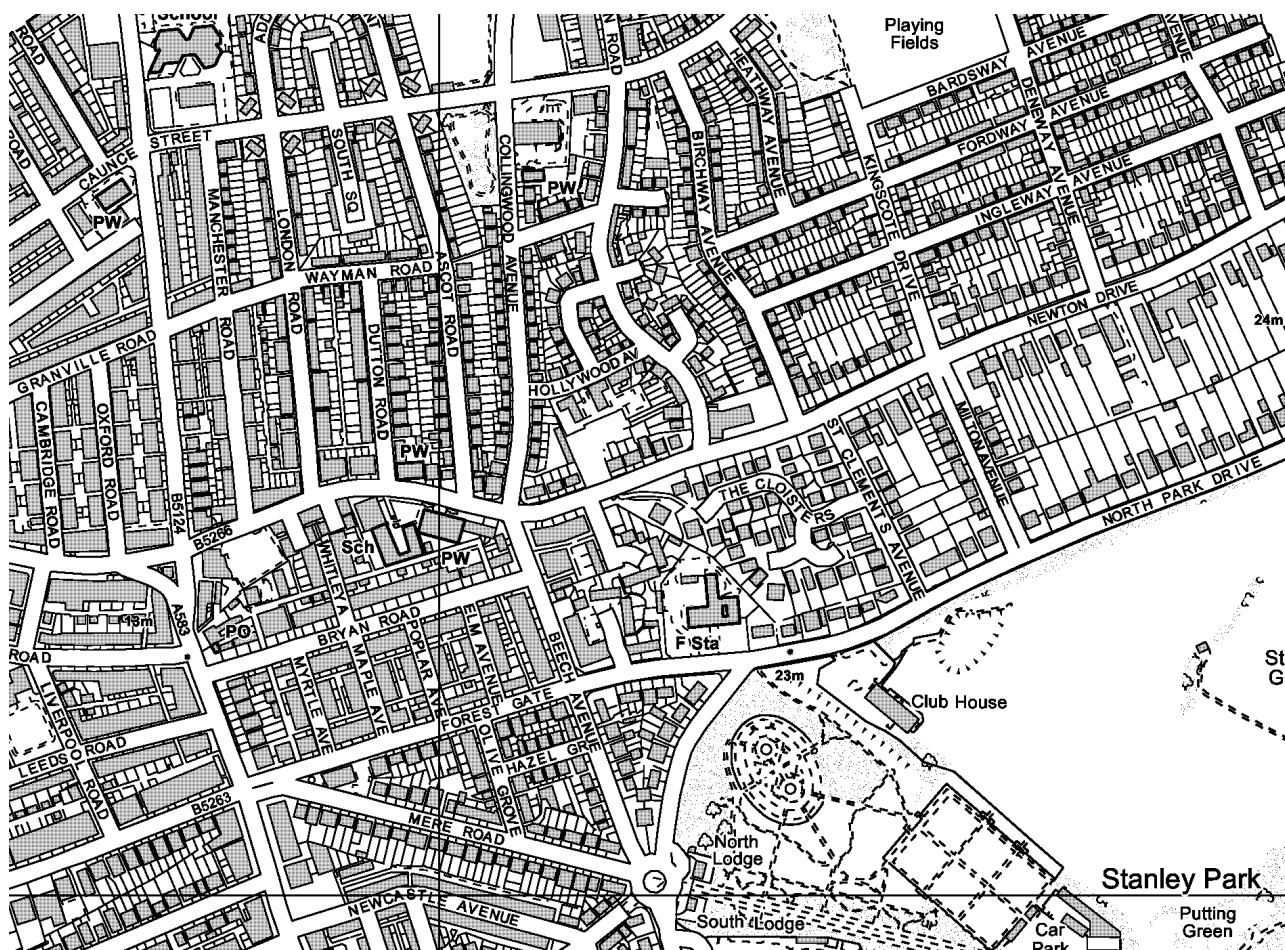 School
Playing
Fields
ROAD
BARDSWAY AVENUE
HEATHWAY AVENUE
DENEWAY AVENUE
FORDWAY AVENUE
CAUNCE STREET
SOUTH SQ
COLLINGWOOD AVENUE
BIRCHWAY AVENUE
KINGSCOTE DRIVE
INGLEWAY AVENUE
PW
PW
MANCHESTER ROAD
LONDON ROAD
WAYMAN ROAD
ASCOT ROAD
NEWTON DRIVE
24m
GRANVILLE ROAD
DUTTON ROAD
HOLLYWOOD AV
CAMBRIDGE ROAD
OXFORD ROAD
PW
ST CLEMENTS AVENUE
MILTON AVENUE
B5124
THE CLOISTERS
NORTH PARK DRIVE
B5266
Sch
WHITLEY A
PW
A583
13m
PO
BRYAN ROAD
ELM AVENUE
BEECH AVENUE
F Sta
ROAD
MYRTLE AVE
MAPLE AVE
POPLAR AVE
FOREST GATE
23m
Club House
LIVERPOOL ROAD
LEEDS ROAD
OLIVE GROVE
HAZEL GR
B5263
MERE ROAD
North
Lodge
Stanley Park
NEWCASTLE AVENUE
South Lodge
Car
Park
Putting
Green